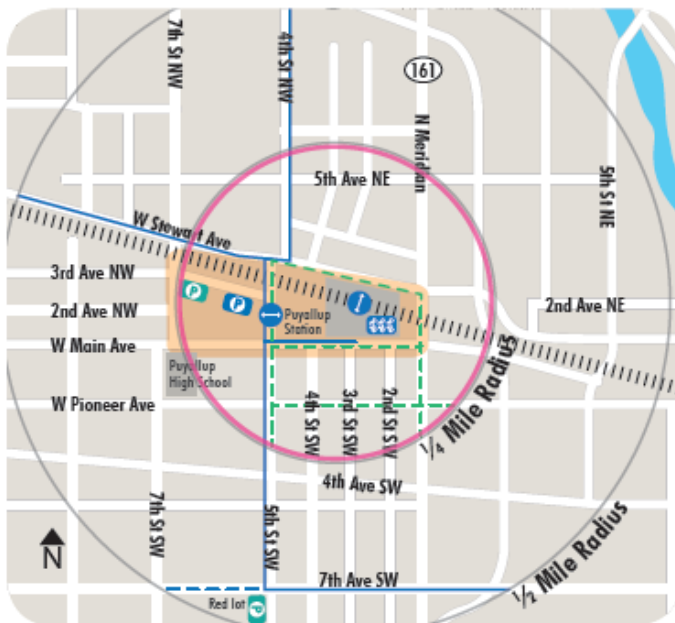 7th St NW
4th St NW
161
N Meridian
5th Ave NE
5th St NE
W Stewart Ave
3rd Ave NW
P
P
2nd Ave NW
2nd Ave NE
Puyallup
Station
W Main Ave
Puyallup
High School
W Pioneer Ave
4th St SW
3rd St SW
2nd St SW
1/4 Mile Radius
4th Ave SW
7th St SW
5th St SW
N
7th Ave SW
1/2 Mile Radius
Red lot
P